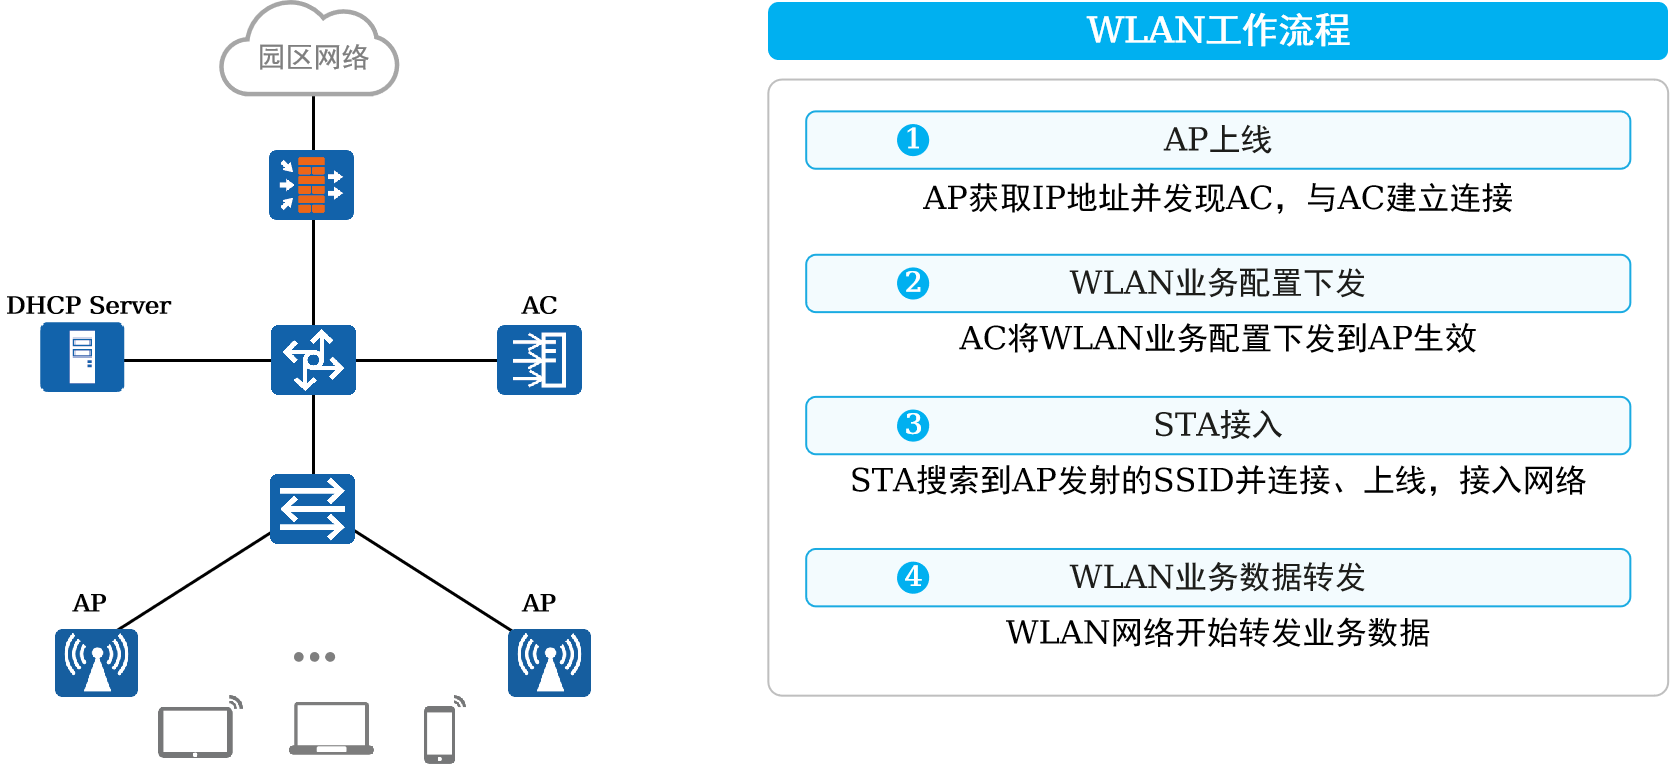 园区网络
DHCP Server
AC
AP
AP
WLAN工作流程
1 AP上线
AP获取IP地址并发现AC，与AC建立连接
2 WLAN业务配置下发
AC将WLAN业务配置下发到AP生效
3 STA接入
STA搜索到AP发射的SSID并连接、上线，接入网络
4 WLAN业务数据转发
WLAN网络开始转发业务数据